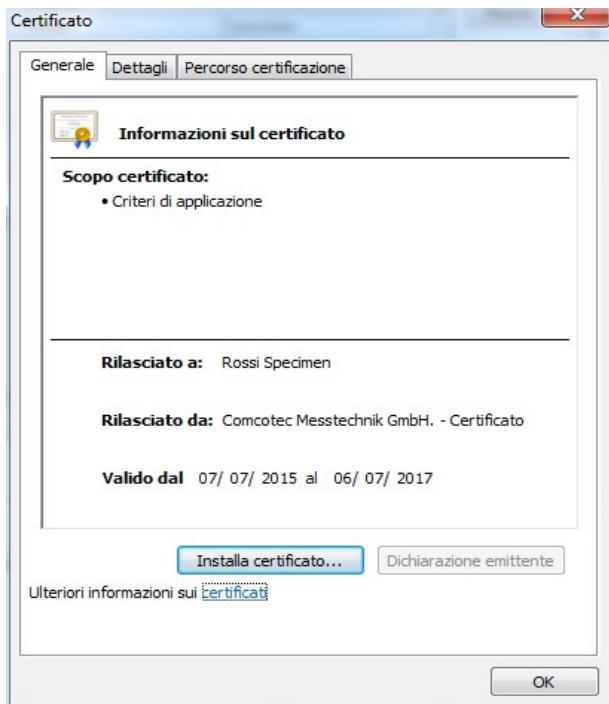 Certificato
Generale Dettagli Percorso certificazione
Informazioni sul certificato
Scopo certificato:
• Criteri di applicazione
Rilasciato a: Rossi Specimen
Rilasciato da: Comcotec Messtechnik GmbH. - Certificato
Valido dal 07/ 07/ 2015 al 06/ 07/ 2017
Installa certificato... Dichiarazione emittente
Ulteriori informazioni sui certificati
OK